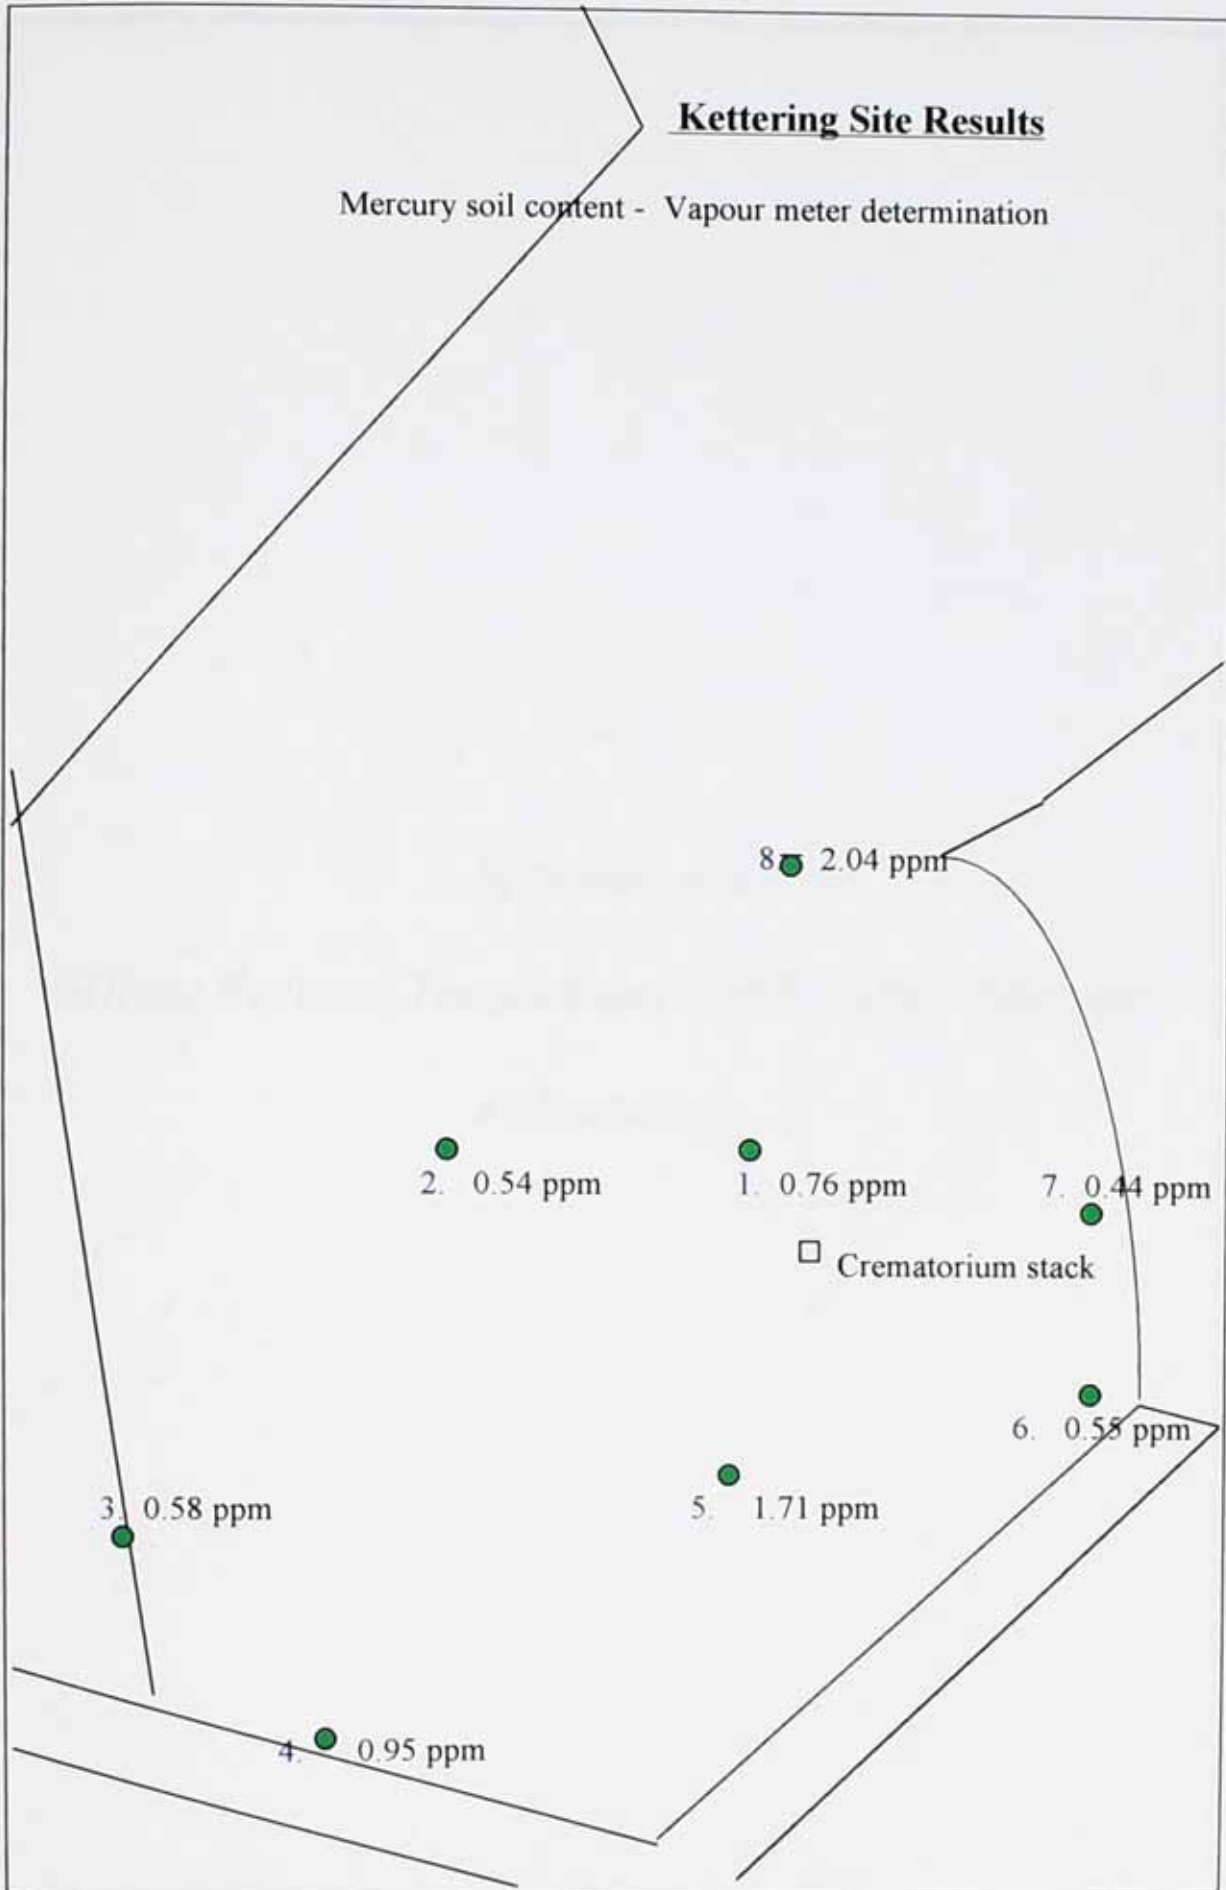 Kettering Site Results
Mercury soil content - Vapour meter determination
8. 2.04 ppm
2. 0.54 ppm
1. 0.76 ppm
7. 0.44 ppm
Crematorium stack
6. 0.55 ppm
3. 0.58 ppm
5. 1.71 ppm
4. 0.95 ppm